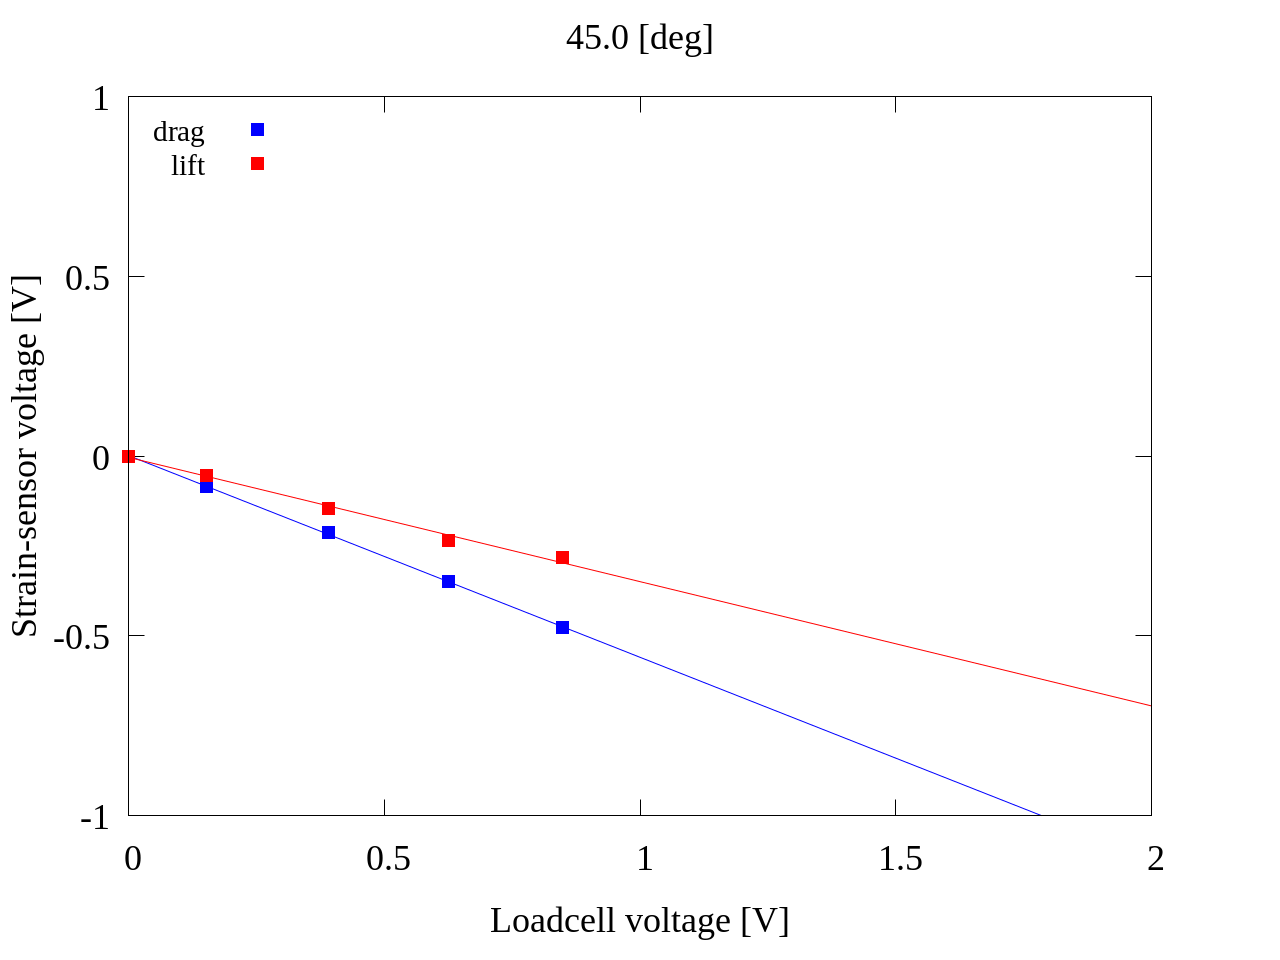 45.0 [deg]
drag
lift
Strain-sensor voltage [V]
1
0.5
0
-0.5
-1
0 0.5 1 1.5 2
Loadcell voltage [V]